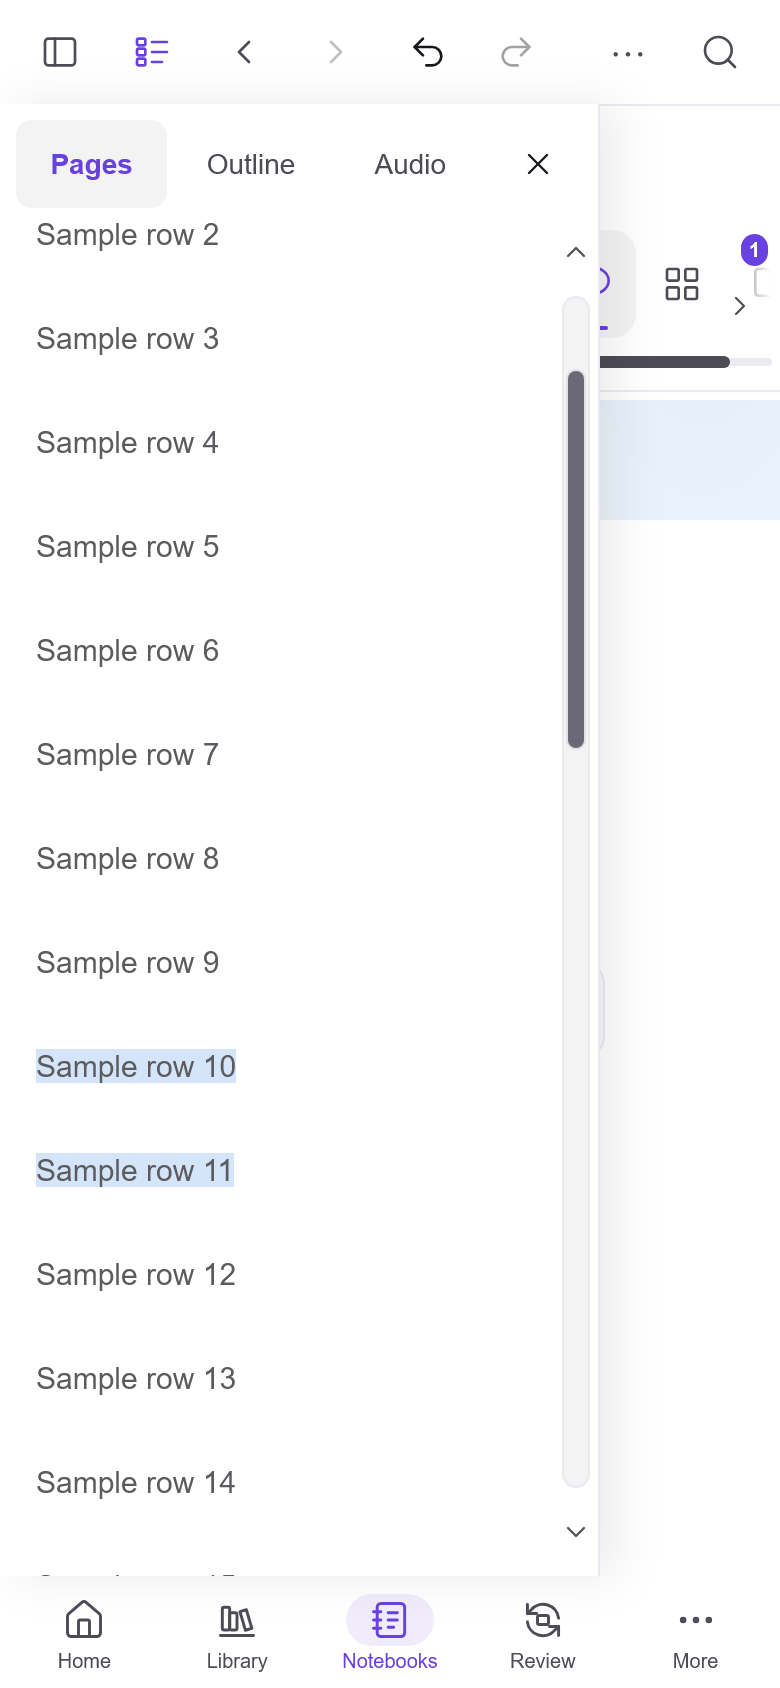 Pages Outline Audio
Sample row 2
1
Sample row 3
Sample row 4
Sample row 5
Sample row 6
Sample row 7
Sample row 8
Sample row 9
Sample row 10
Sample row 11
Sample row 12
Sample row 13
Sample row 14
Home Library Notebooks Review More